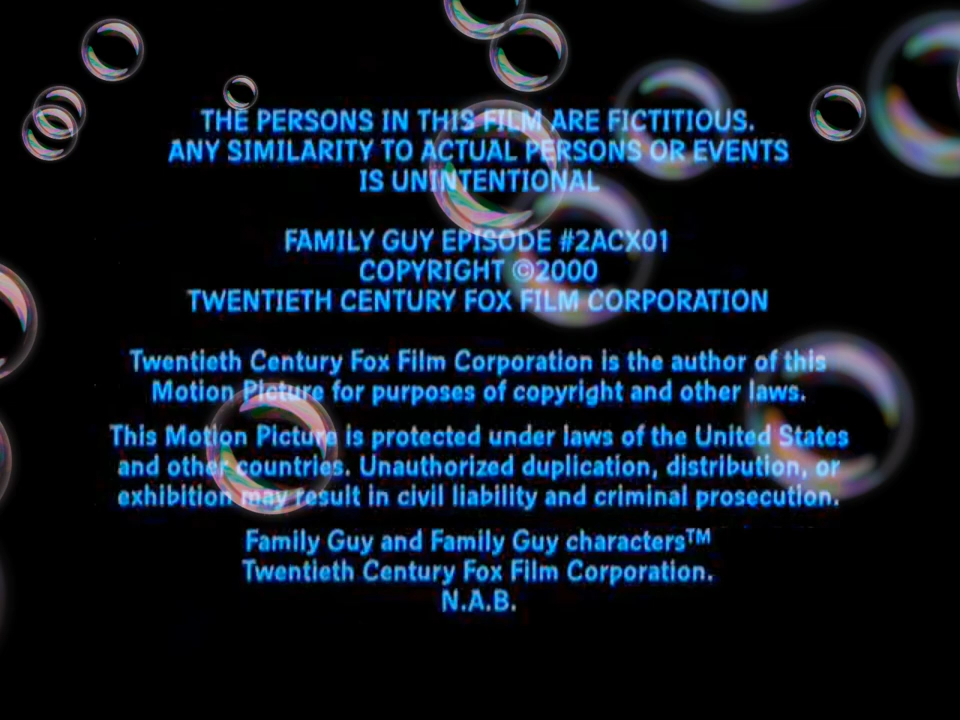 THE PERSONS IN THIS FILM ARE FICTITIOUS.
ANY SIMILARITY TO ACTUAL PERSONS OR EVENTS
IS UNINTENTIONAL
FAMILY GUY EPISODE #2ACX01
COPYRIGHT ©2000
TWENTIETH CENTURY FOX FILM CORPORATION
Twentieth Century Fox Film Corporation is the author of this
Motion Picture for purposes of copyright and other laws.
This Motion Picture is protected under laws of the United States
and other countries. Unauthorized duplication, distribution, or
exhibition may result in civil liability and criminal prosecution.
Family Guy and Family Guy characters™
Twentieth Century Fox Film Corporation.
N.A.B.